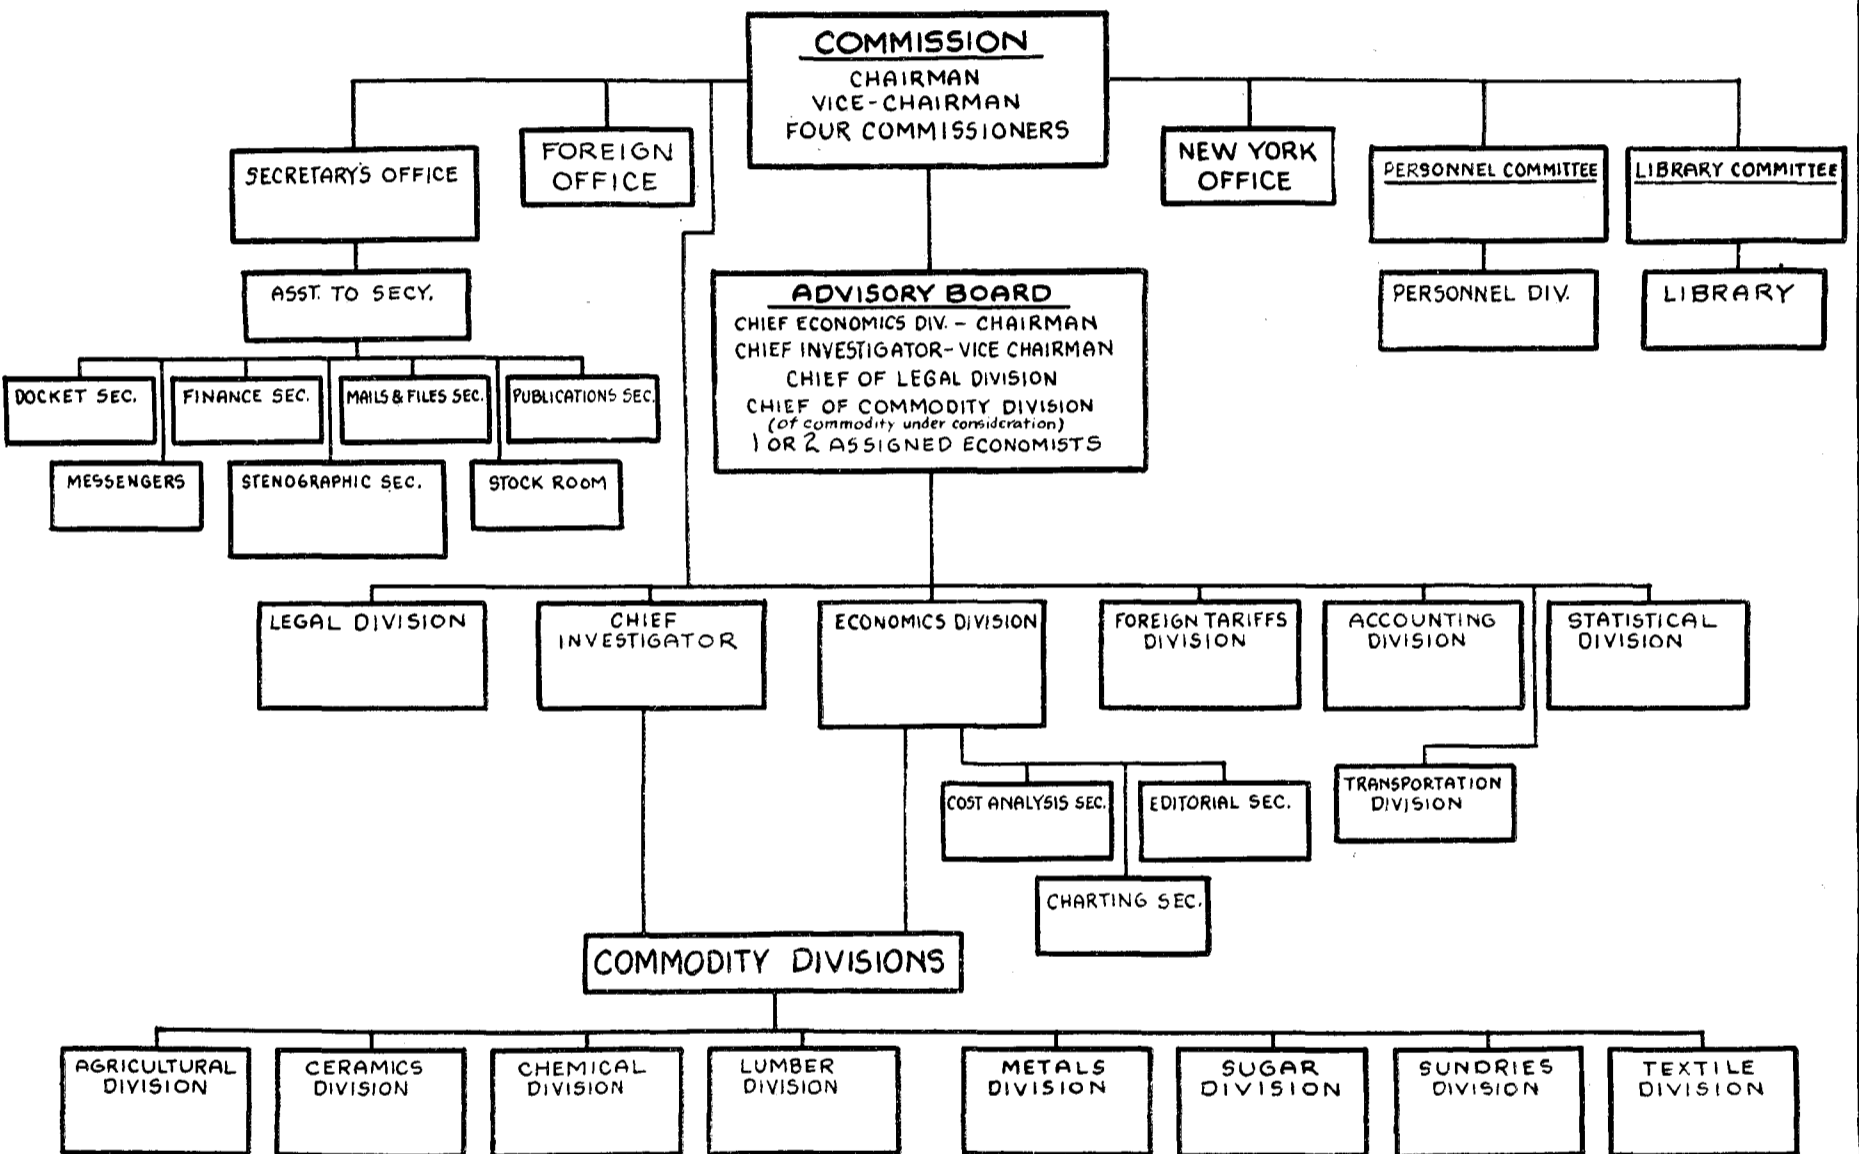 COMMISSION
CHAIRMAN
VICE-CHAIRMAN
FOUR COMMISSIONERS
SECRETARY'S OFFICE
FOREIGN
OFFICE
NEW YORK
OFFICE
PERSONNEL COMMITTEE
LIBRARY COMMITTEE
ASST. TO SECY.
ADVISORY BOARD
CHIEF ECONOMICS DIV. - CHAIRMAN
CHIEF INVESTIGATOR-VICE CHAIRMAN
CHIEF OF LEGAL DIVISION
CHIEF OF COMMODITY DIVISION
(of commodity under consideration)
1 OR 2 ASSIGNED ECONOMISTS
PERSONNEL DIV.
LIBRARY
DOCKET SEC.
FINANCE SEC.
MAILS & FILES SEC.
PUBLICATIONS SEC.
MESSENGERS
STENOGRAPHIC SEC.
STOCK ROOM
LEGAL DIVISION
CHIEF
INVESTIGATOR
ECONOMICS DIVISION
FOREIGN TARIFFS
DIVISION
ACCOUNTING
DIVISION
STATISTICAL
DIVISION
COST ANALYSIS SEC.
EDITORIAL SEC.
TRANSPORTATION
DIVISION
CHARTING SEC.
COMMODITY DIVISIONS
AGRICULTURAL
DIVISION
CERAMICS
DIVISION
CHEMICAL
DIVISION
LUMBER
DIVISION
METALS
DIVISION
SUGAR
DIVISION
SUNDRIES
DIVISION
TEXTILE
DIVISION